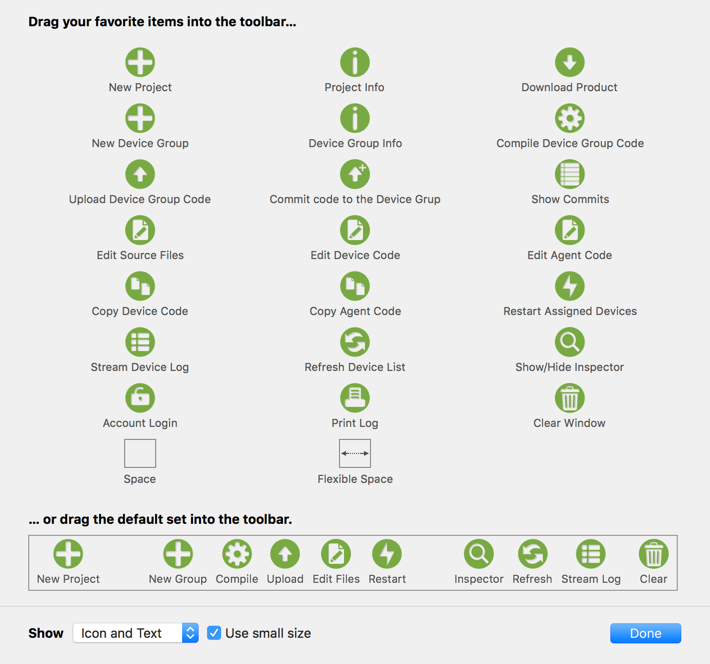 Drag your favorite items into the toolbar...
New Project Project Info Download Product
New Device Group Device Group Info Compile Device Group Code
Upload Device Group Code Commit code to the Device Grup Show Commits
Edit Source Files Edit Device Code Edit Agent Code
Copy Device Code Copy Agent Code Restart Assigned Devices
Stream Device Log Refresh Device List Show/Hide Inspector
Account Login Print Log Clear Window
Space Flexible Space
... or drag the default set into the toolbar.
New Project New Group Compile Upload Edit Files Restart Inspector Refresh Stream Log Clear
Show Icon and Text Use small size Done